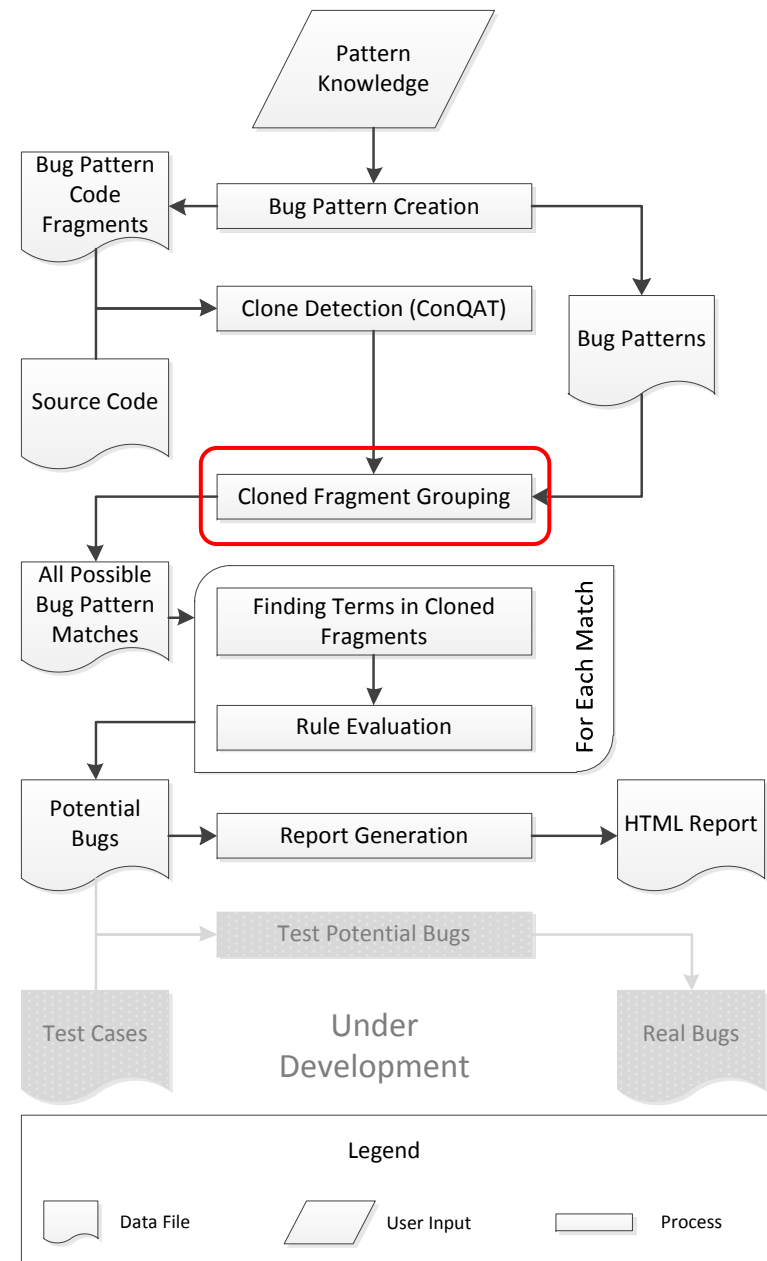 Pattern
Knowledge
Bug Pattern
Code
Fragments
Bug Pattern Creation
Clone Detection (ConQAT)
Bug Patterns
Source Code
Cloned Fragment Grouping
All Possible
Bug Pattern
Matches
Finding Terms in Cloned
Fragments
Rule Evaluation
For Each Match
Potential
Bugs
Report Generation
HTML Report
Test Potential Bugs
Test Cases
Under
Development
Real Bugs
Legend
Data File
User Input
Process